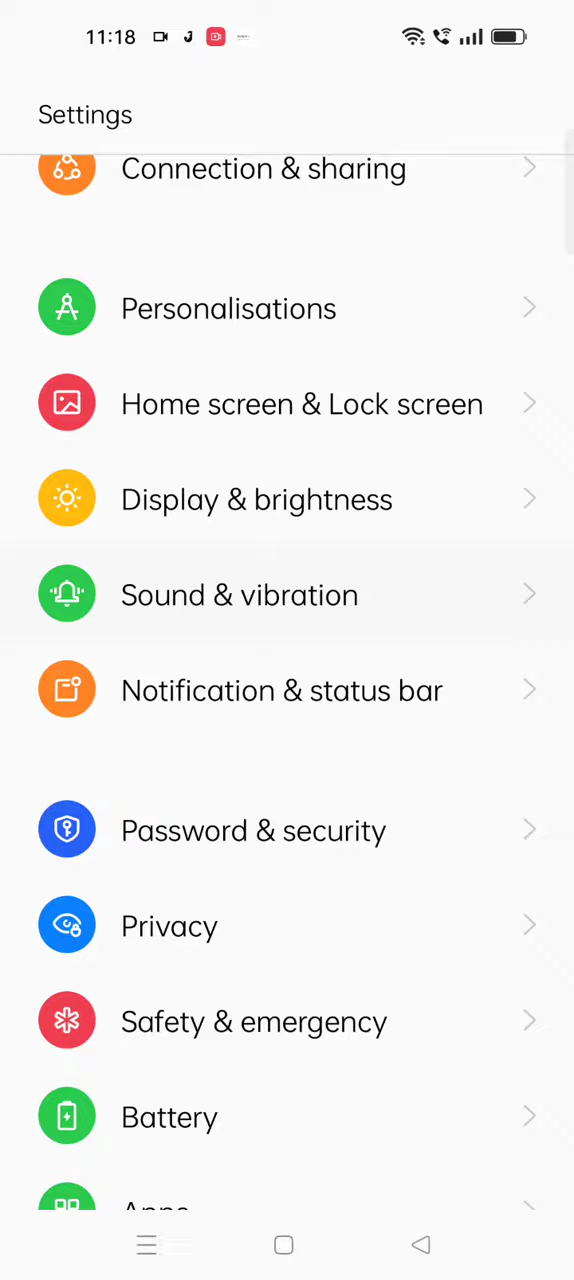 11:18
Settings
Connection & sharing
Personalisations
Home screen & Lock screen
Display & brightness
Sound & vibration
Notification & status bar
Password & security
Privacy
Safety & emergency
Battery
Apps